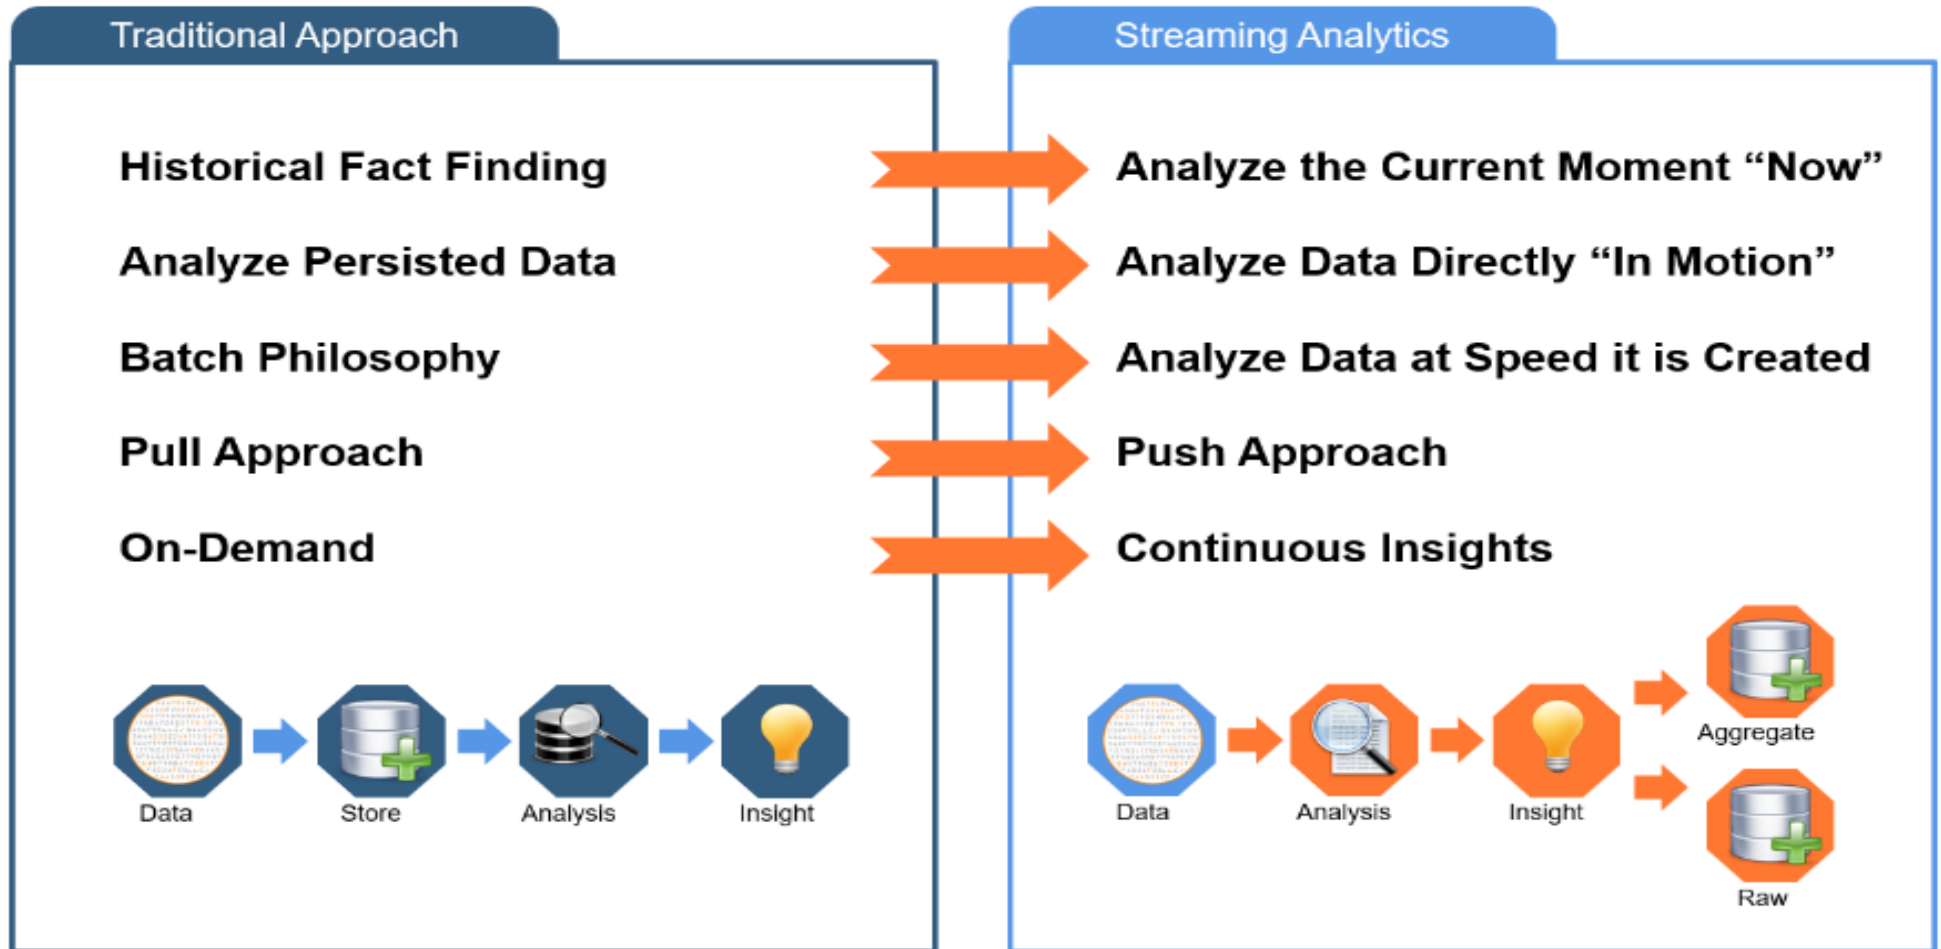 Traditional Approach
Historical Fact Finding
Analyze Persisted Data
Batch Philosophy
Pull Approach
On-Demand
Data
Store
Analysis
Insight
Streaming Analytics
Analyze the Current Moment “Now”
Analyze Data Directly “In Motion”
Analyze Data at Speed it is Created
Push Approach
Continuous Insights
Data
Analysis
Insight
Aggregate
Raw